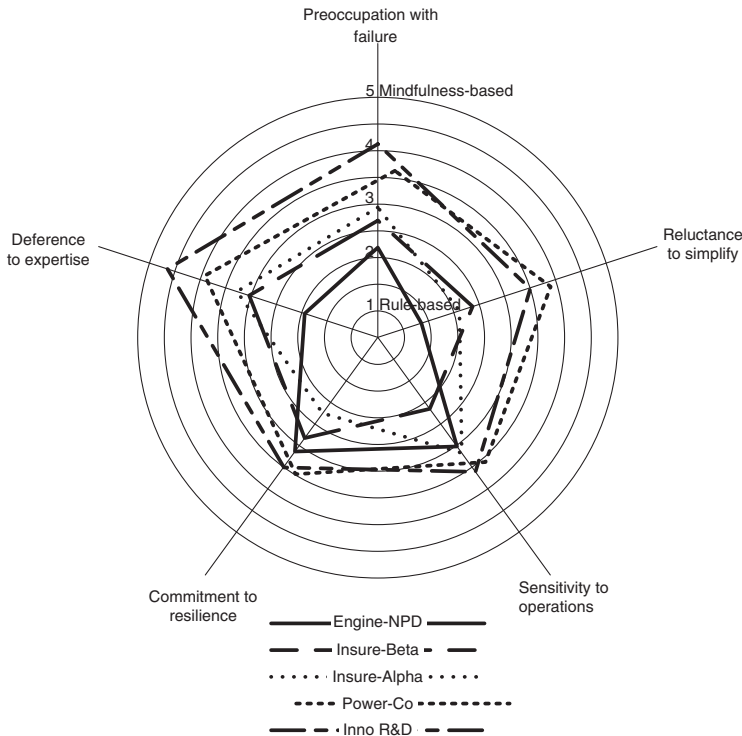 Preoccupation with
failure
5 Mindfulness-based
4
3
2
1 Rule-based
Deference
to expertise
Reluctance
to simplify
Commitment to
resilience
Sensitivity to
operations
Engine-NPD
Insure-Beta
Insure-Alpha
Power-Co
Inno R&D